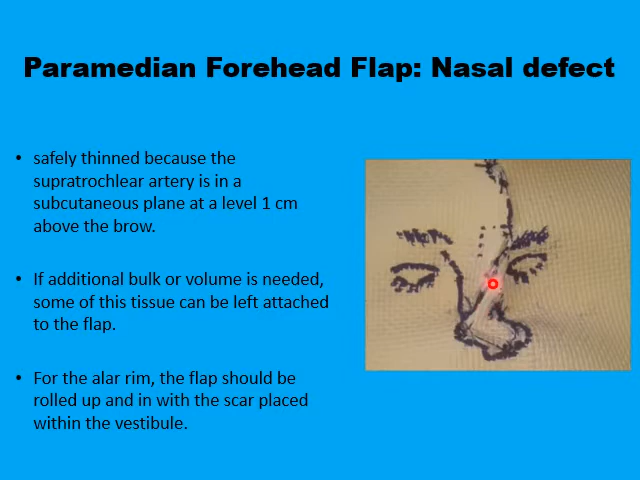 Paramedian Forehead Flap: Nasal defect
• safely thinned because the
supratrochlear artery is in a
subcutaneous plane at a level 1 cm
above the brow.
• If additional bulk or volume is needed,
some of this tissue can be left attached
to the flap.
• For the alar rim, the flap should be
rolled up and in with the scar placed
within the vestibule.